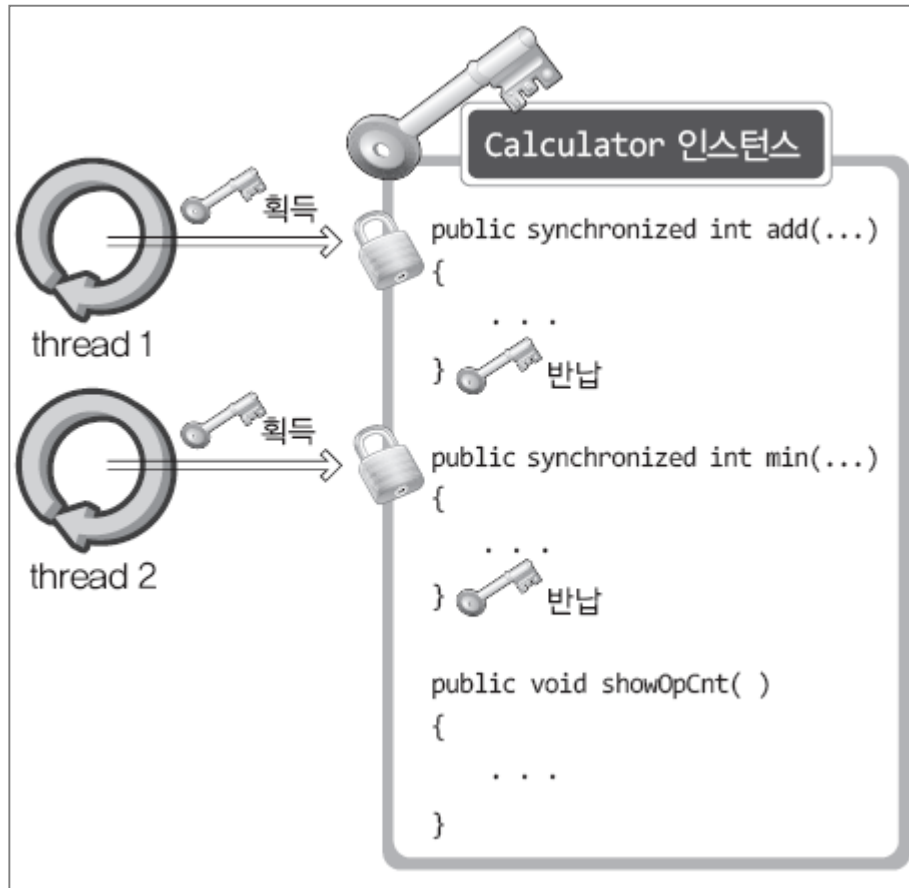 Calculator 인스턴스
획득
public synchronized int add(...)
{
. . .
} 반납
thread 1
획득
public synchronized int min(...)
{
. . .
} 반납
thread 2
public void showOpCnt( )
{
. . .
}